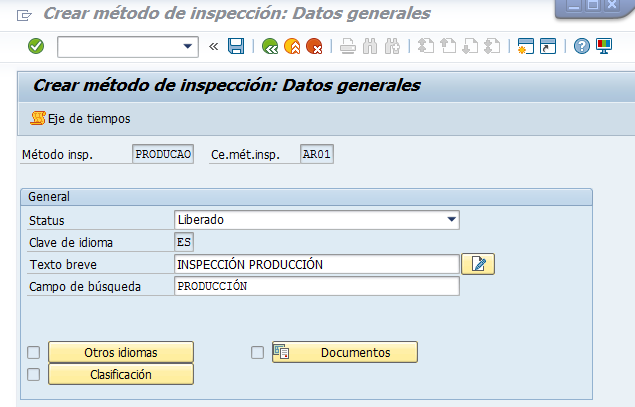 Crear método de inspección: Datos generales
Crear método de inspección: Datos generales
Eje de tiempos
Método insp. PRODUCAO Ce.mét.insp. AR01
General
Status Liberado
Clave de idioma ES
Texto breve INSPECCIÓN PRODUCCIÓN
Campo de búsqueda PRODUCCIÓN
Otros idiomas Documentos
Clasificación